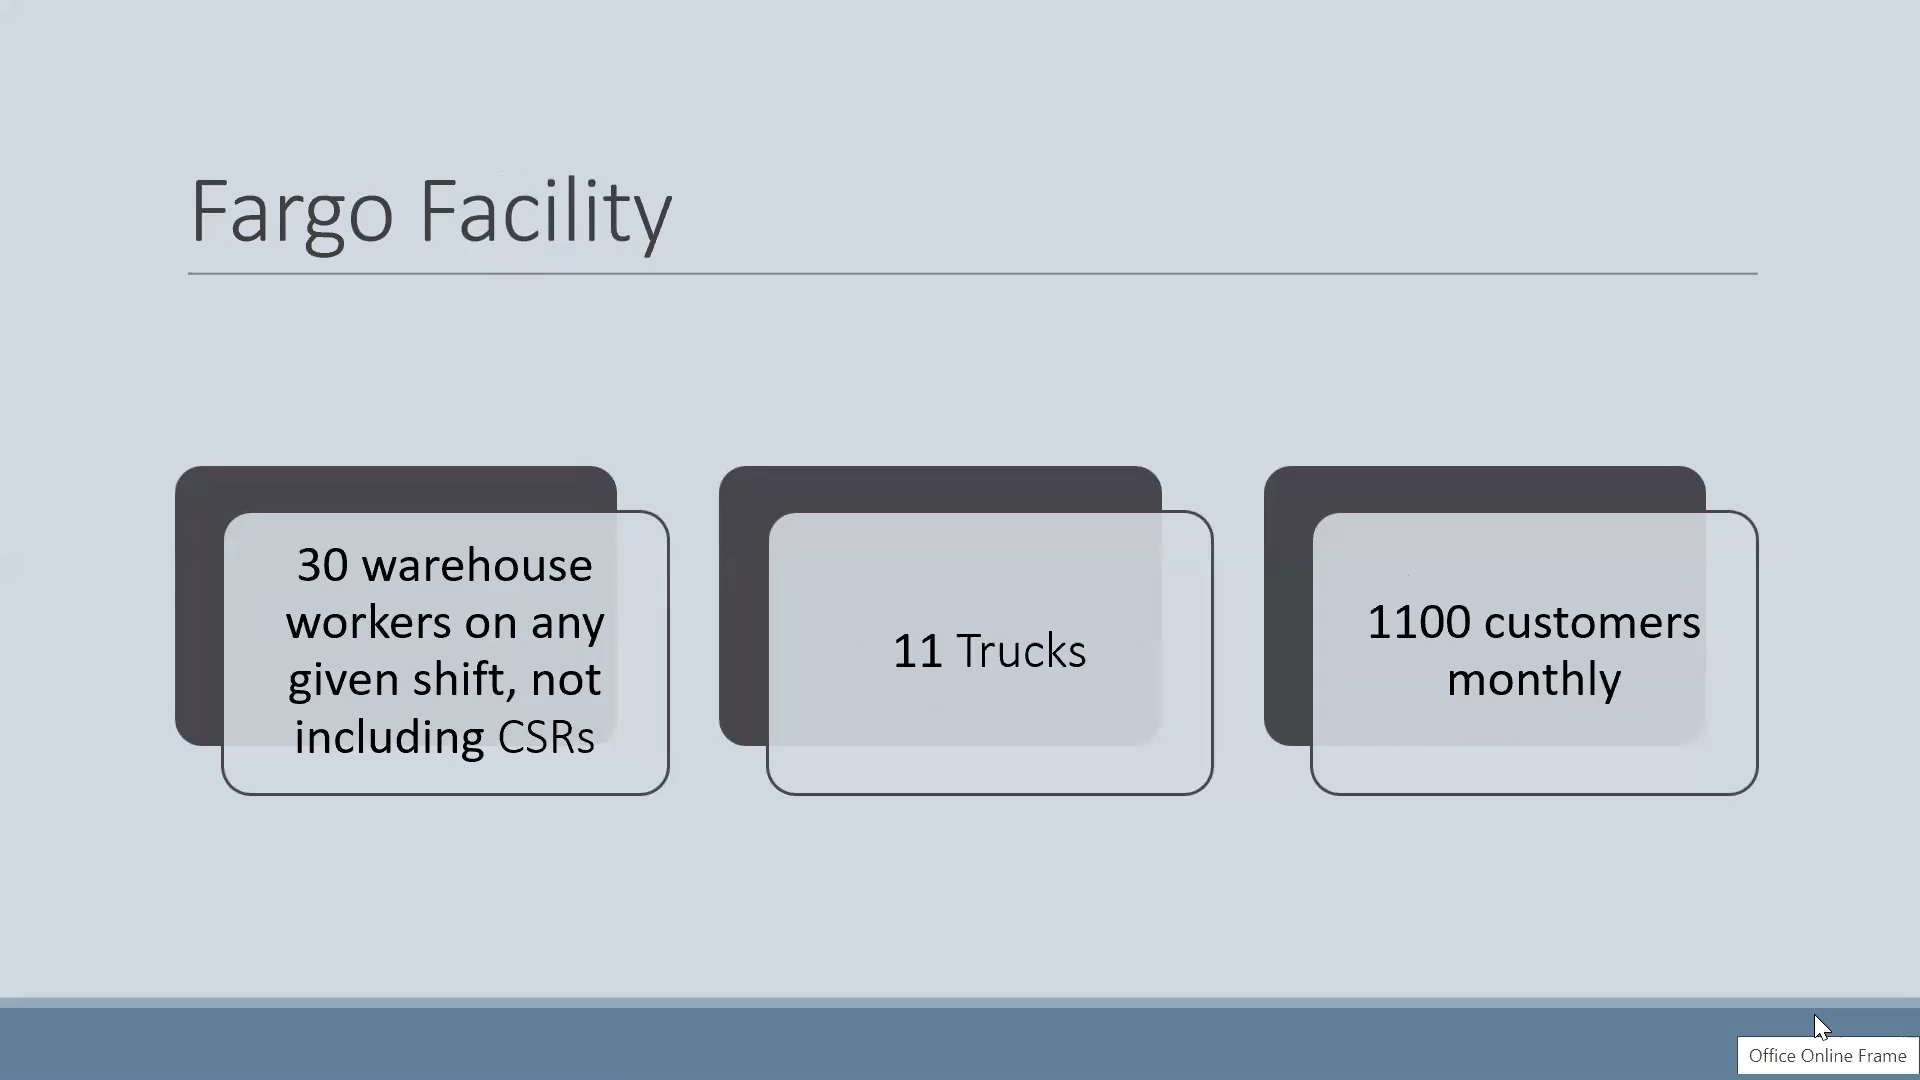 Fargo Facility
30 warehouse
workers on any
given shift, not
including CSRs
11 Trucks
1100 customers
monthly
Office Online Frame